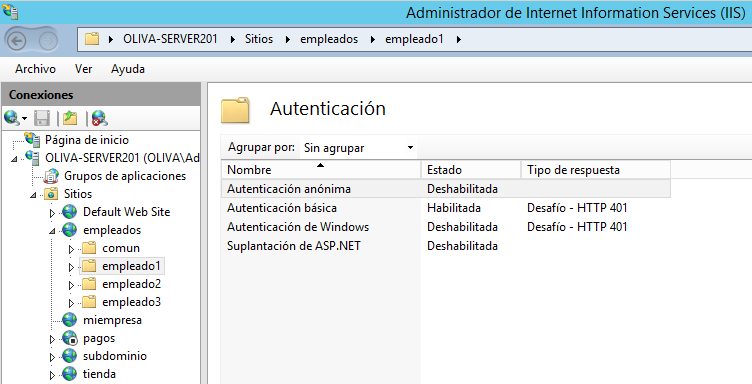 Administrador de Internet Information Services (IIS)
OLIVA-SERVER201 Sitios empleados empleado1
Archivo Ver Ayuda
Conexiones
Página de inicio
OLIVA-SERVER201 (OLIVA\Ad
Grupos de aplicaciones
Sitios
Default Web Site
empleados
comun
empleado1
empleado2
empleado3
miempresa
pagos
subdominio
tienda
Autenticación
Agrupar por: Sin agrupar
Nombre Estado Tipo de respuesta
Autenticación anónima Deshabilitada
Autenticación básica Habilitada Desafío - HTTP 401
Autenticación de Windows Deshabilitada Desafío - HTTP 401
Suplantación de ASP.NET Deshabilitada